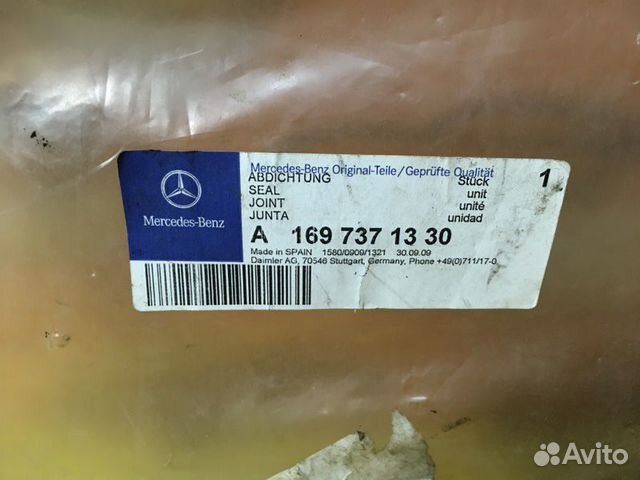 Mercedes-Benz Original-Teile/Geprüfte Qualität
ABDICHTUNG Stück 1
SEAL unit
JOINT unité
JUNTA unidad
Mercedes-Benz
A 169 737 13 30
Made in SPAIN 1580/0909/1321 30.09.09
Daimler AG, 70546 Stuttgart, Germany, Phone +49(0)711/17-0
Avito